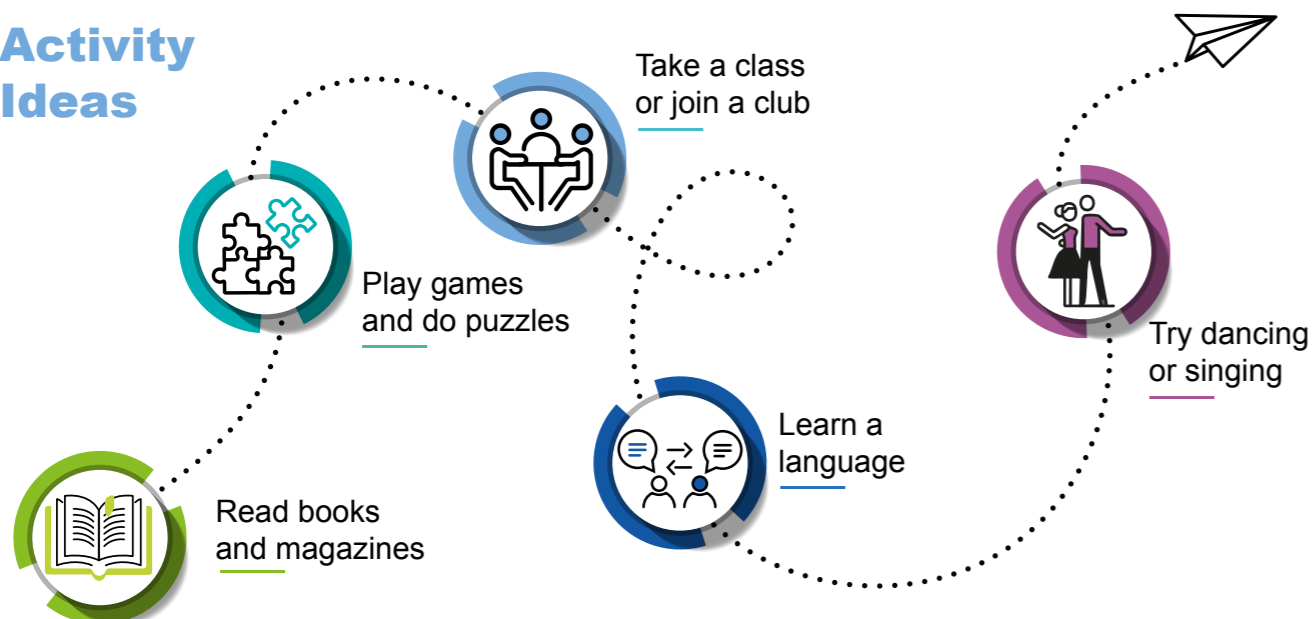 Activity
Ideas
Take a class
or join a club
Play games
and do puzzles
Try dancing
or singing
Learn a
language
Read books
and magazines